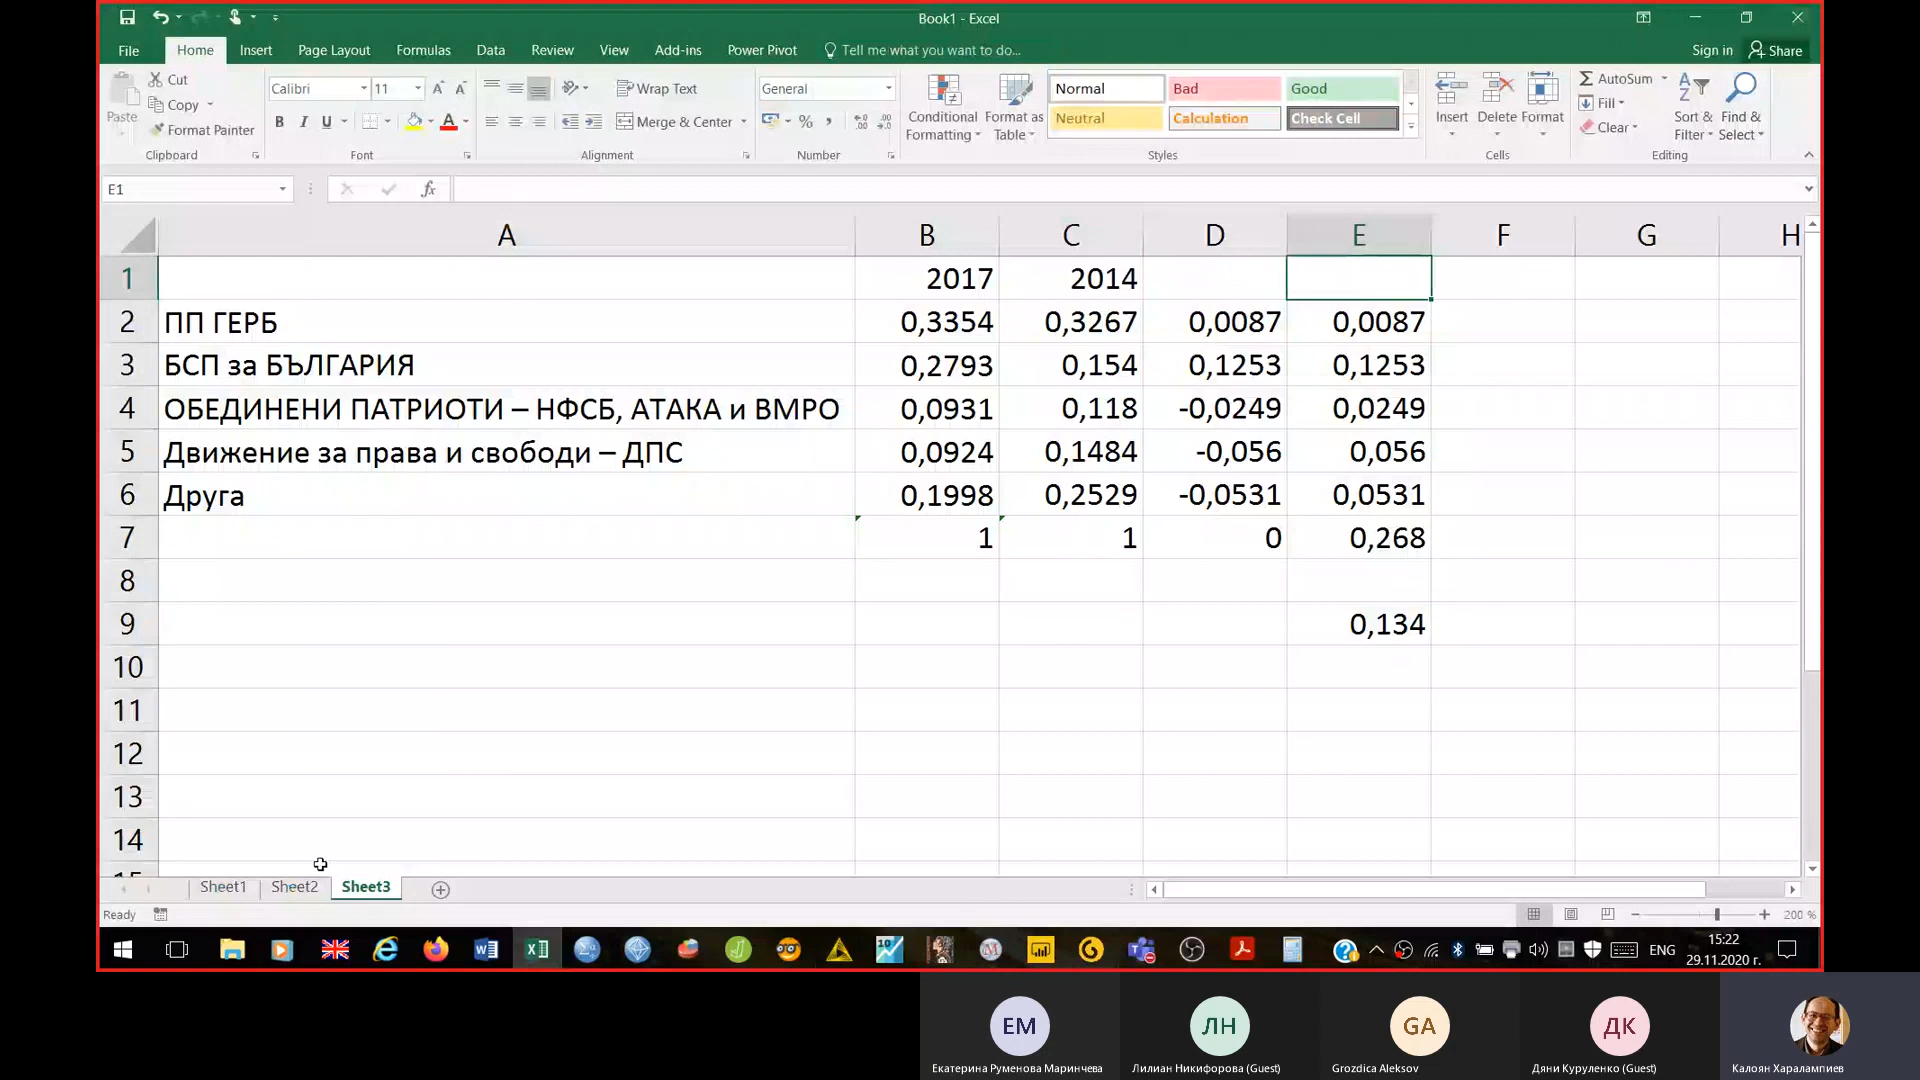 Book1 - Excel
File Home Insert Page Layout Formulas Data Review View Add-ins Power Pivot Tell me what you want to do... Sign in Share
Paste
Cut
Copy
Format Painter
Clipboard
Calibri 11
B I U
Font
Wrap Text
Merge & Center
Alignment
General
Number
Conditional Formatting
Format as Table
Normal Bad Good
Neutral Calculation Check Cell
Styles
Insert Delete Format
Cells
AutoSum
Fill
Clear
Sort & Filter
Find & Select
Editing
E1 fx
A B C D E F G H
1 2017 2014
2 ПП ГЕРБ 0,3354 0,3267 0,0087 0,0087
3 БСП за БЪЛГАРИЯ 0,2793 0,154 0,1253 0,1253
4 ОБЕДИНЕНИ ПАТРИОТИ – НФСБ, АТАКА и ВМРО 0,0931 0,118 -0,0249 0,0249
5 Движение за права и свободи – ДПС 0,0924 0,1484 -0,056 0,056
6 Друга 0,1998 0,2529 -0,0531 0,0531
7 1 1 0 0,268
8
9 0,134
10
11
12
13
14
Sheet1 Sheet2 Sheet3
Ready 200 %
ENG 15:22
29.11.2020 г.
ЕМ ЛН GA ДК
Екатерина Руменова Маринчева Лилиан Никифорова (Guest) Grozdica Aleksov Дяни Куруленко (Guest) Калоян Харалампиев